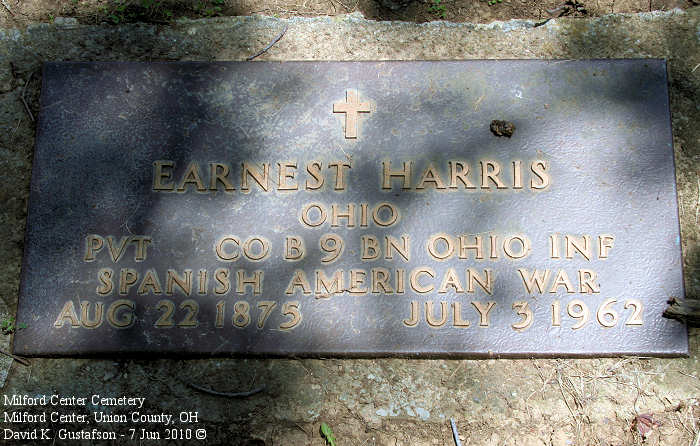 EARNEST HARRIS
OHIO
PVT CO B 9 BN OHIO INF
SPANISH AMERICAN WAR
AUG 22 1875 JULY 3 1962
Milford Center Cemetery
Milford Center, Union County, OH
David K. Gustafson - 7 Jun 2010 ©